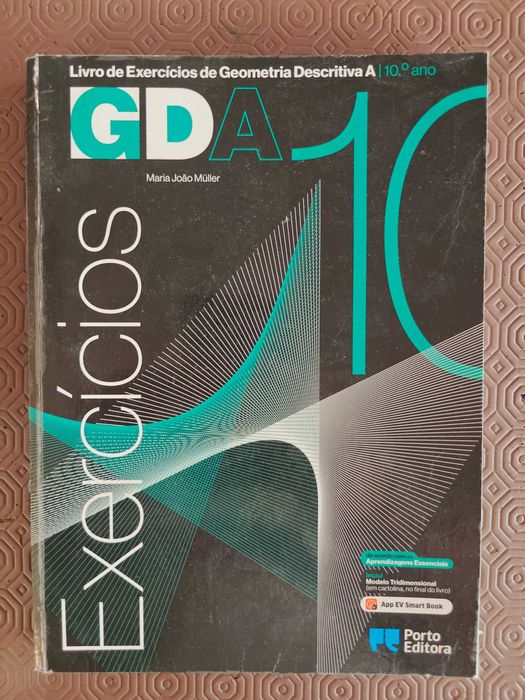 Livro de Exercícios de Geometria Descritiva A | 10.º ano
GDA 10
Maria João Müller
Exercícios
de acordo com as
Aprendizagens Essenciais
Inclui
Modelo Tridimensional
(em cartolina, no final do livro)
App EV Smart Book
Porto
Editora